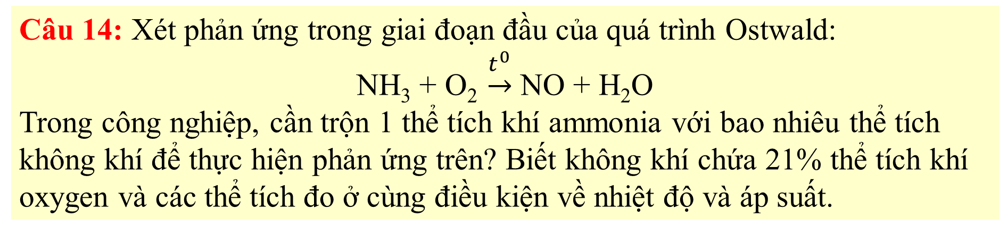 Câu 14: Xét phản ứng trong giai đoạn đầu của quá trình Ostwald:
NH₃ + O₂ \xrightarrow{t⁰} NO + H₂O
Trong công nghiệp, cần trộn 1 thể tích khí ammonia với bao nhiêu thể tích
không khí để thực hiện phản ứng trên? Biết không khí chứa 21% thể tích khí
oxygen và các thể tích đo ở cùng điều kiện về nhiệt độ và áp suất.